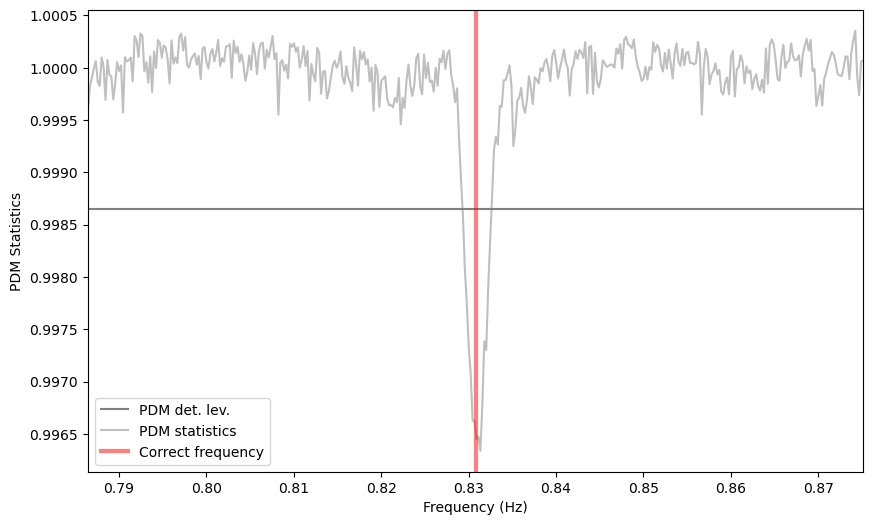 1.0005
1.0000
0.9995
0.9990
0.9985
0.9980
0.9975
0.9970
0.9965
PDM Statistics
PDM det. lev.
PDM statistics
Correct frequency
0.79 0.80 0.81 0.82 0.83 0.84 0.85 0.86 0.87
Frequency (Hz)